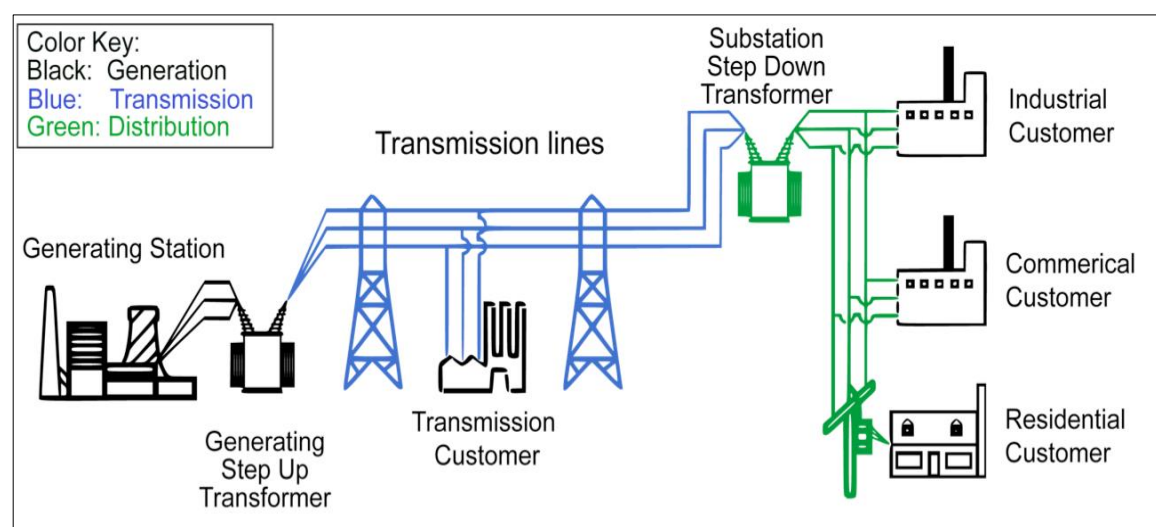 Color Key:
Black: Generation
Blue: Transmission
Green: Distribution
Substation
Step Down
Transformer
Transmission lines
Industrial
Customer
Generating Station
Commerical
Customer
Transmission
Customer
Generating
Step Up
Transformer
Residential
Customer